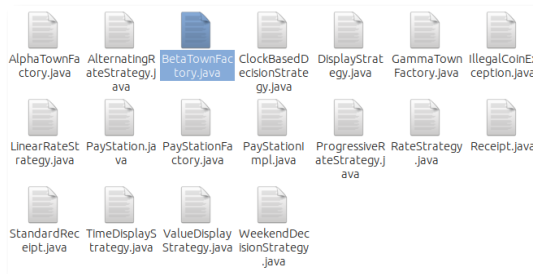 AlphaTownFa AlternatingR BetaTownFac ClockBasedD DisplayStrat GammaTown IllegalCoinEx
ctory.java ateStrategy.j tory.java ecisionStrate egy.java Factory.java ception.java
ava gy.java
LinearRateSt PayStation.ja PayStationFa PayStationI ProgressiveR RateStrategy Receipt.java
rategy.java va ctory.java mpl.java ateStrategy.j .java
ava
StandardRec TimeDisplayS ValueDisplay WeekendDec
eipt.java trategy.java Strategy.java isionStrategy
.java